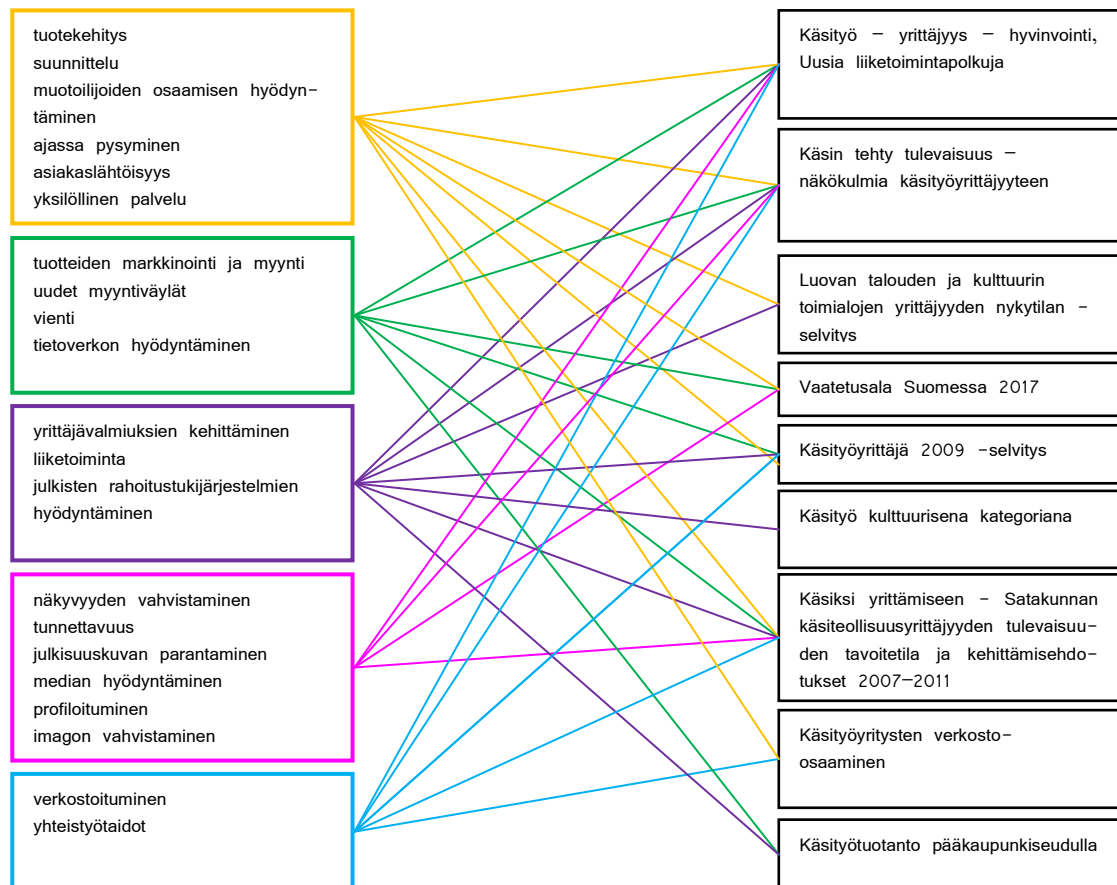 tuotekehitys
suunnittelu
muotoilijoiden osaamisen hyödyn-
täminen
ajassa pysyminen
asiakaslähtöisyys
yksilöllinen palvelu
tuotteiden markkinointi ja myynti
uudet myyntiväylät
vienti
tietoverkon hyödyntäminen
yrittäjävalmiuksien kehittäminen
liiketoiminta
julkisten rahoitustukijärjestelmien
hyödyntäminen
näkyvyyden vahvistaminen
tunnettavuus
julkisuuskuvan parantaminen
median hyödyntäminen
profiloituminen
imagon vahvistaminen
verkostoituminen
yhteistyötaidot
Käsityö – yrittäjyys – hyvinvointi,
Uusia liiketoimintapolkuja
Käsin tehty tulevaisuus –
näkökulmia käsityöyrittäjyyteen
Luovan talouden ja kulttuurin
toimialojen yrittäjyyden nykytilan -
selvitys
Vaatetusala Suomessa 2017
Käsityöyrittäjä 2009 -selvitys
Käsityö kulttuurisena kategoriana
Käsiksi yrittämiseen - Satakunnan
käsiteollisuusyrittäjyyden tulevaisuu-
den tavoitetila ja kehittämisehdo-
tukset 2007–2011
Käsityöyritysten verkosto-
osaaminen
Käsityötuotanto pääkaupunkiseudulla